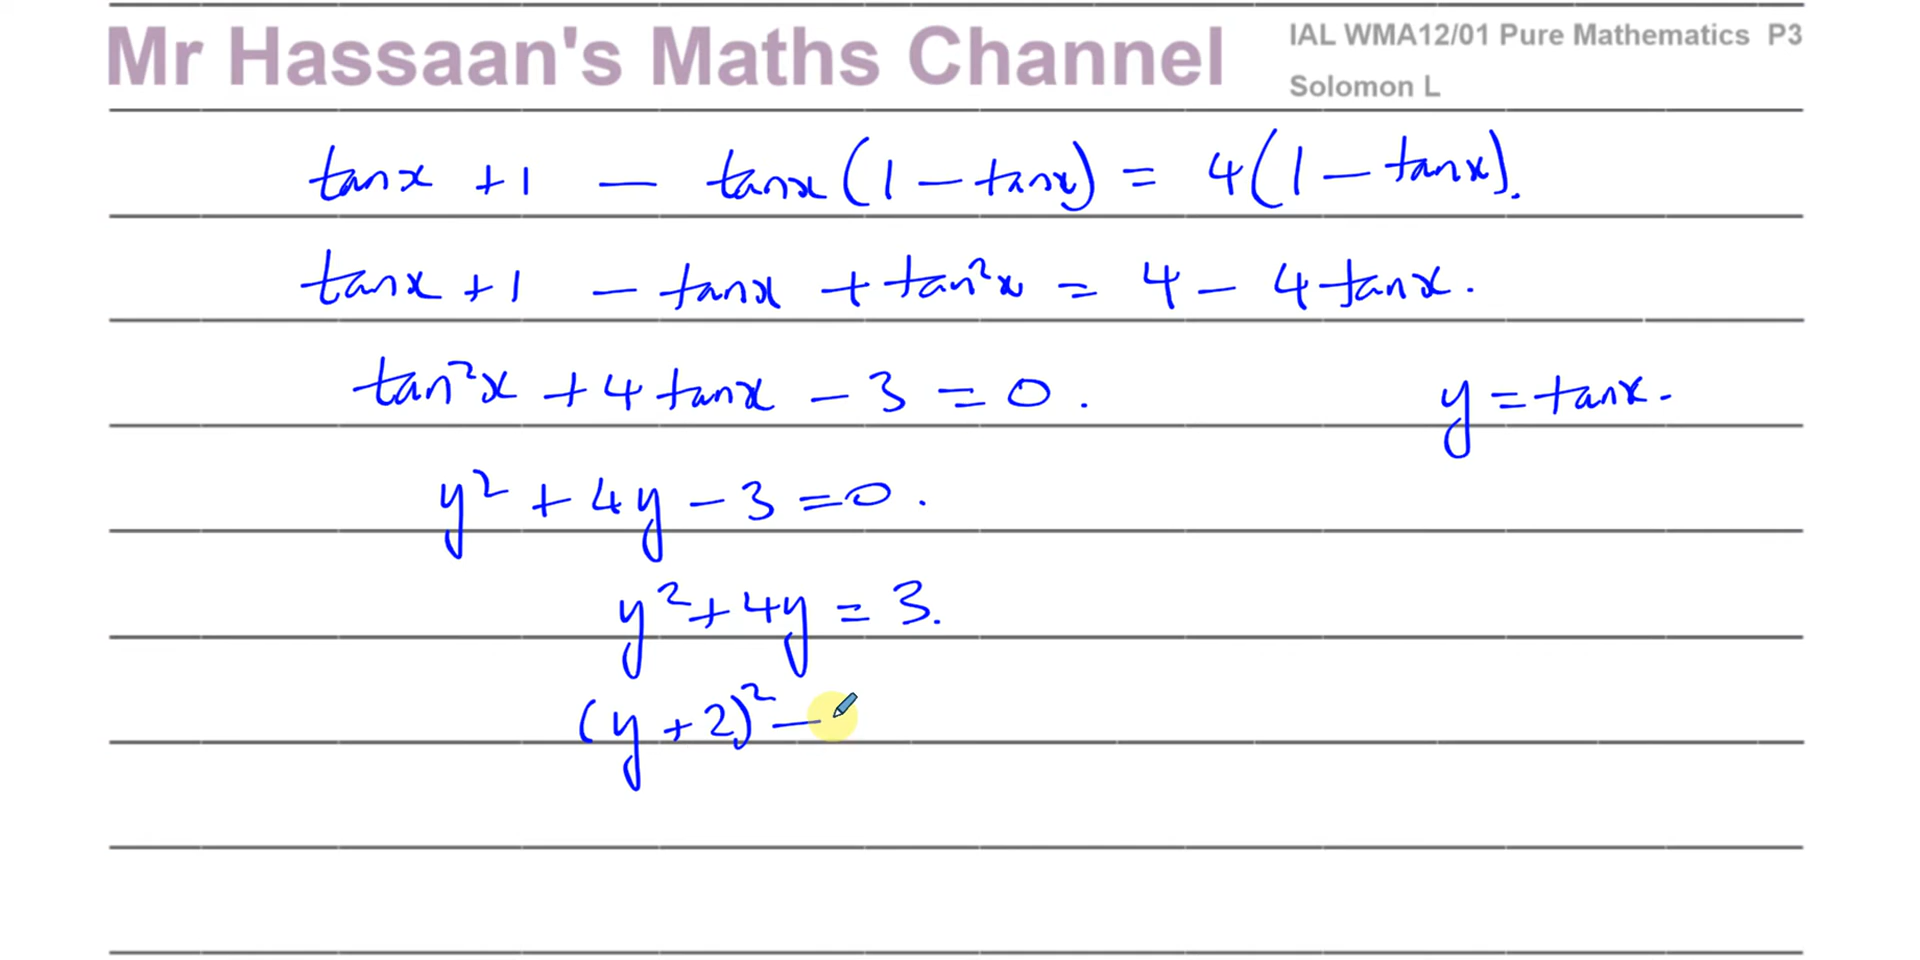 Mr Hassaan's Maths Channel
IAL WMA12/01 Pure Mathematics P3
Solomon L
tanx + 1 - tanx (1 - tanx) = 4(1 - tanx).
tanx + 1 - tanx + tan²x = 4 - 4tanx.
tan²x + 4tanx - 3 = 0.
y = tanx.
y² + 4y - 3 = 0.
y² + 4y = 3.
(y + 2)² -